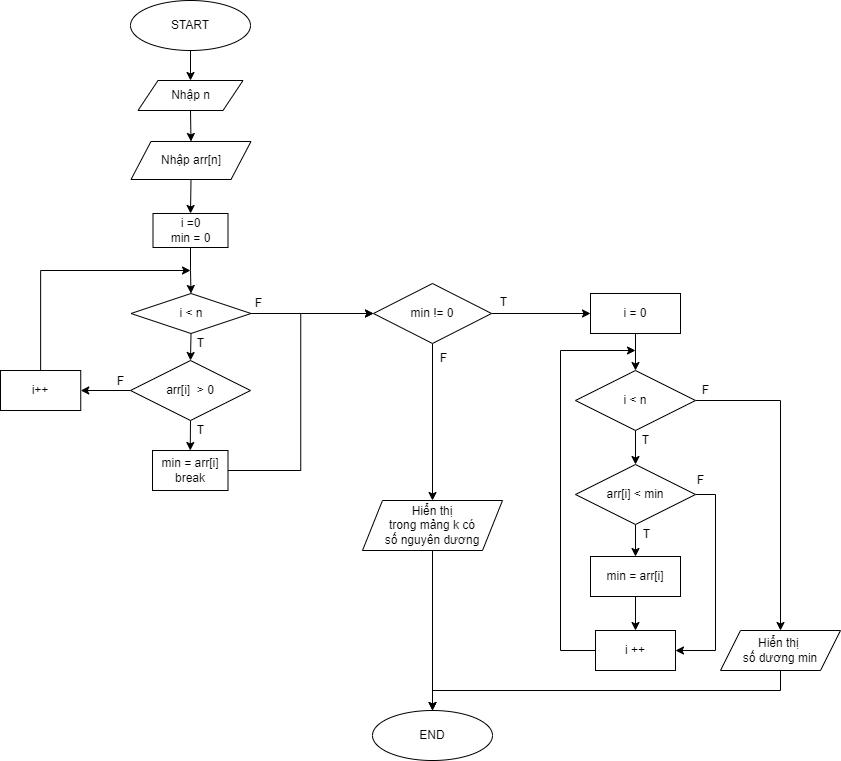 START
Nhập n
Nhập arr[n]
i =0
min = 0
i < n
F
T
arr[i]  > 0
F
T
i++
min = arr[i]
break
min != 0
T
F
Hiển thị
trong mảng k có
số nguyên dương
i = 0
i < n
F
T
arr[i] < min
F
T
min = arr[i]
i ++
Hiển thị
số dương min
END